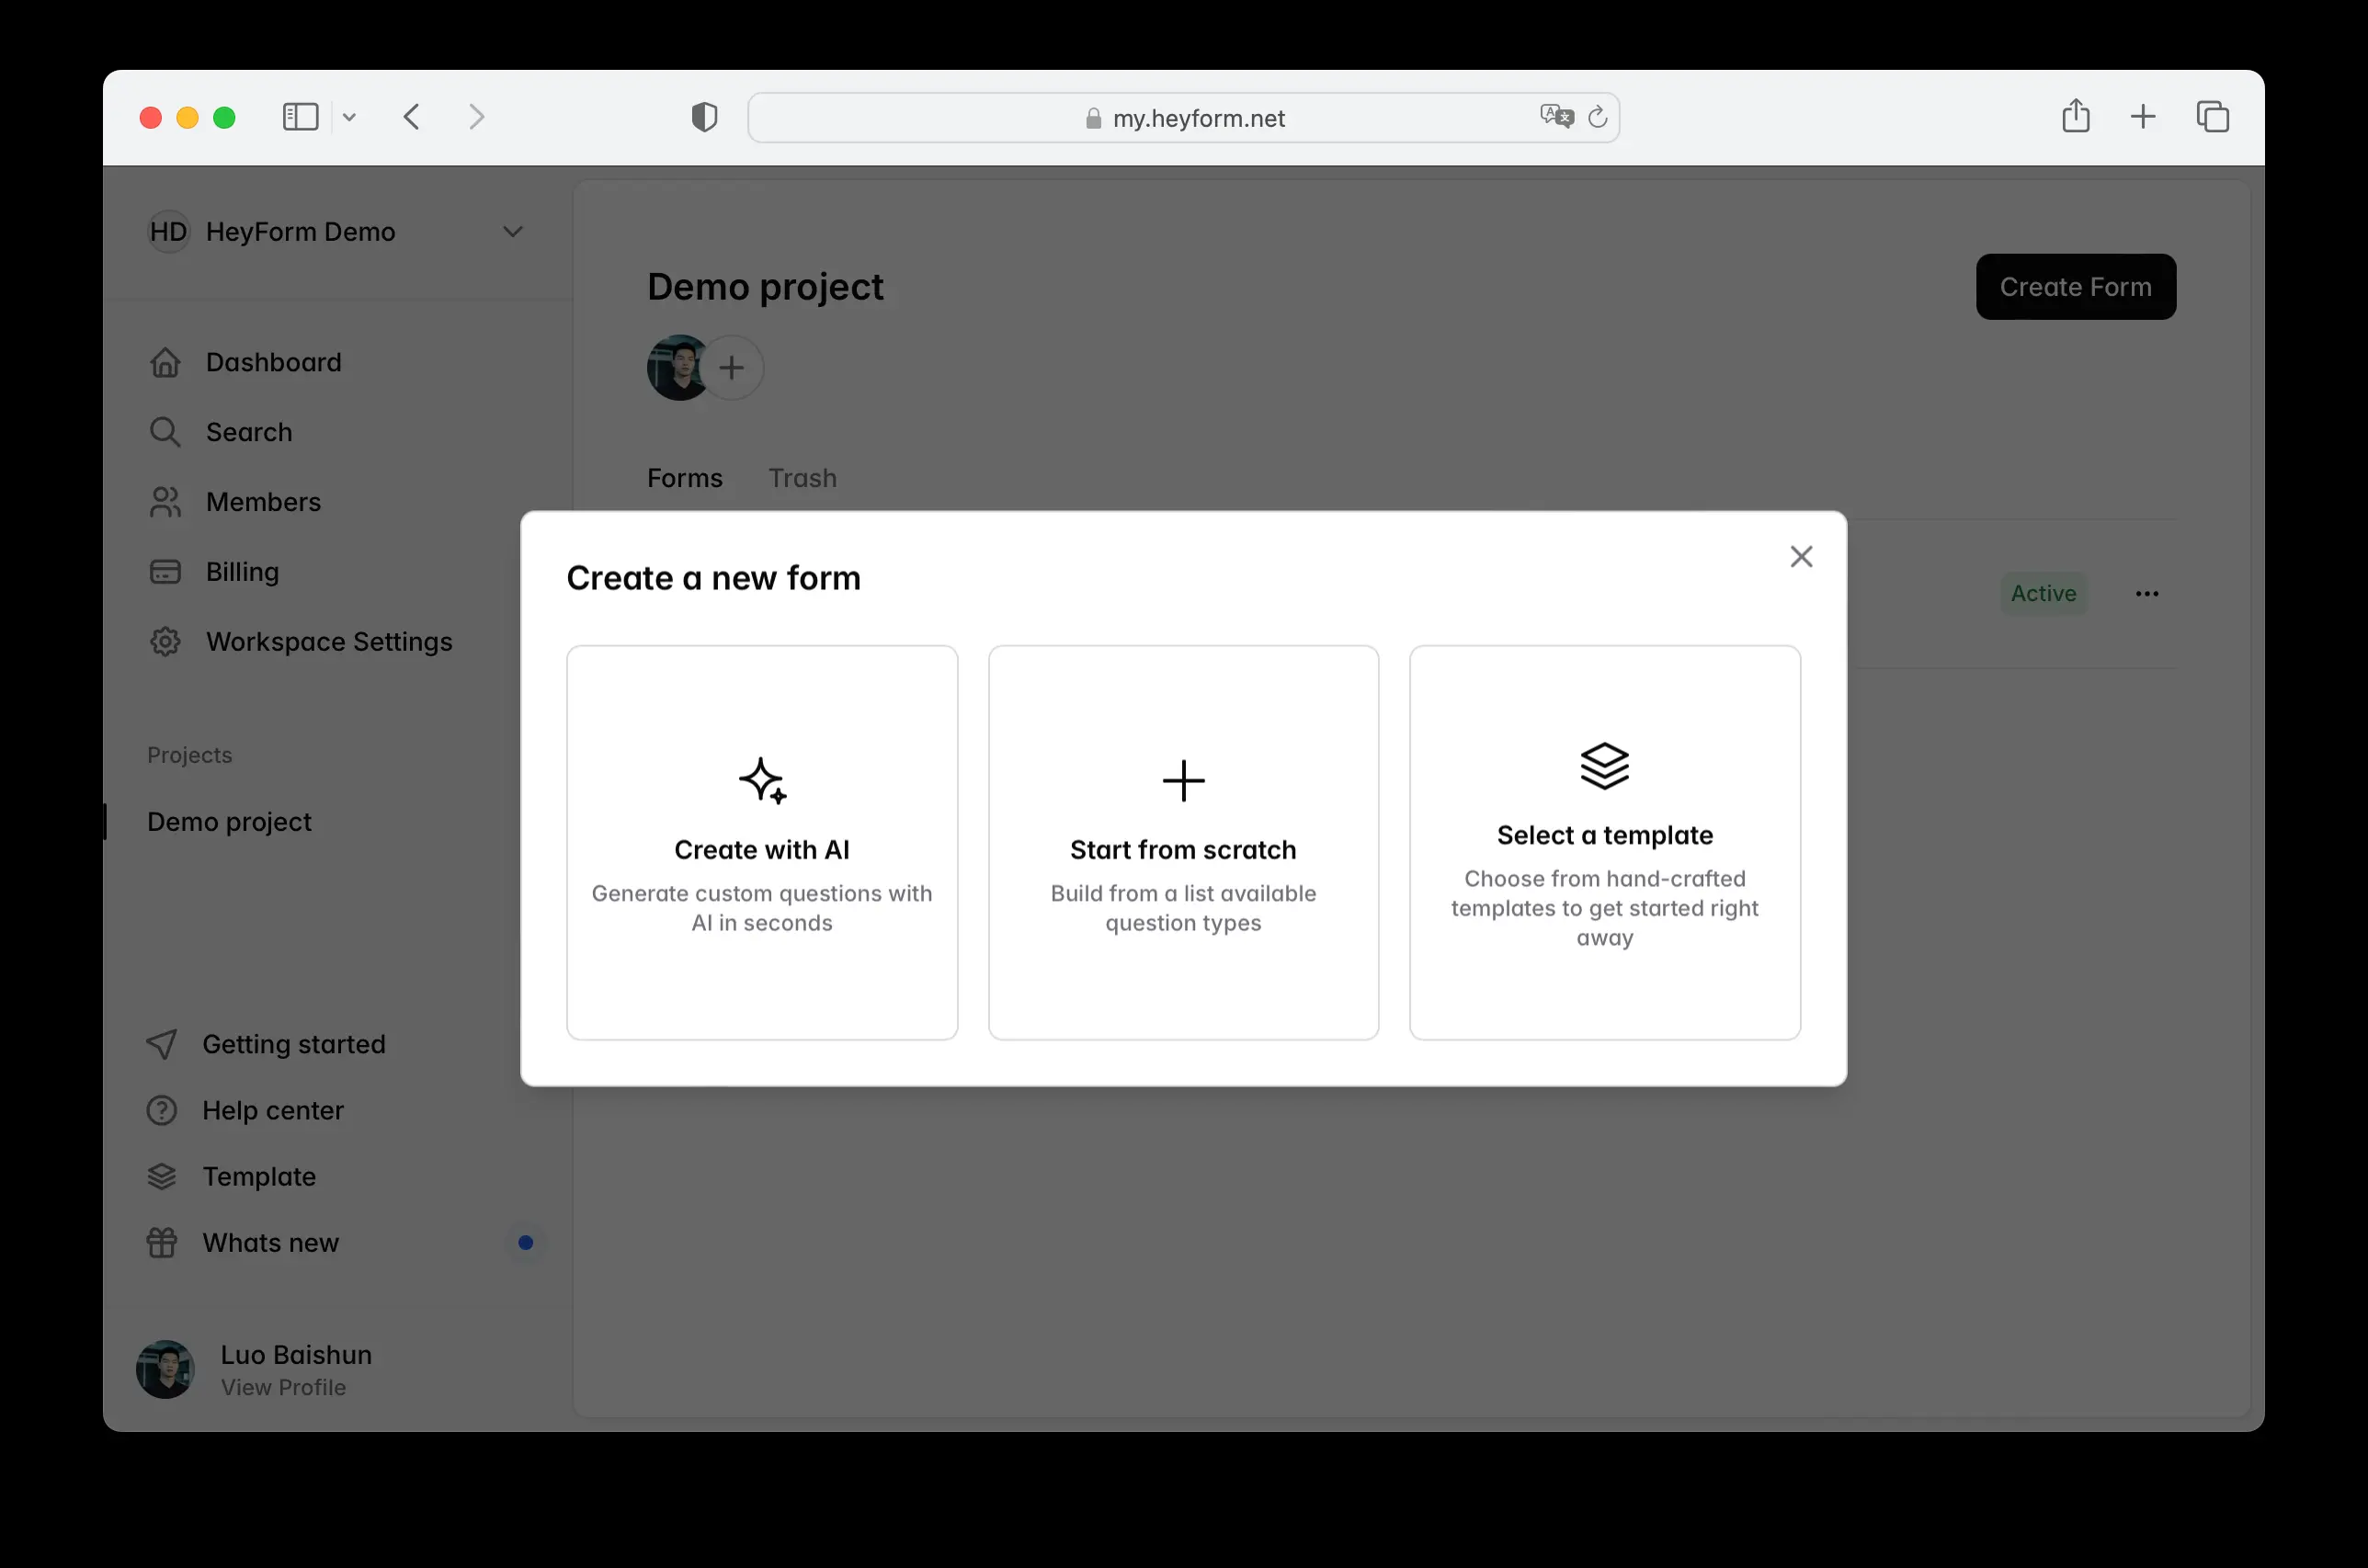 my.heyform.net
HD HeyForm Demo
Dashboard
Search
Members
Billing
Workspace Settings
Projects
Demo project
Getting started
Help center
Template
Whats new
Luo Baishun
View Profile
Demo project
Create Form
Forms Trash
Active
Create a new form
Create with AI
Generate custom questions with
AI in seconds
Start from scratch
Build from a list available
question types
Select a template
Choose from hand-crafted
templates to get started right
away